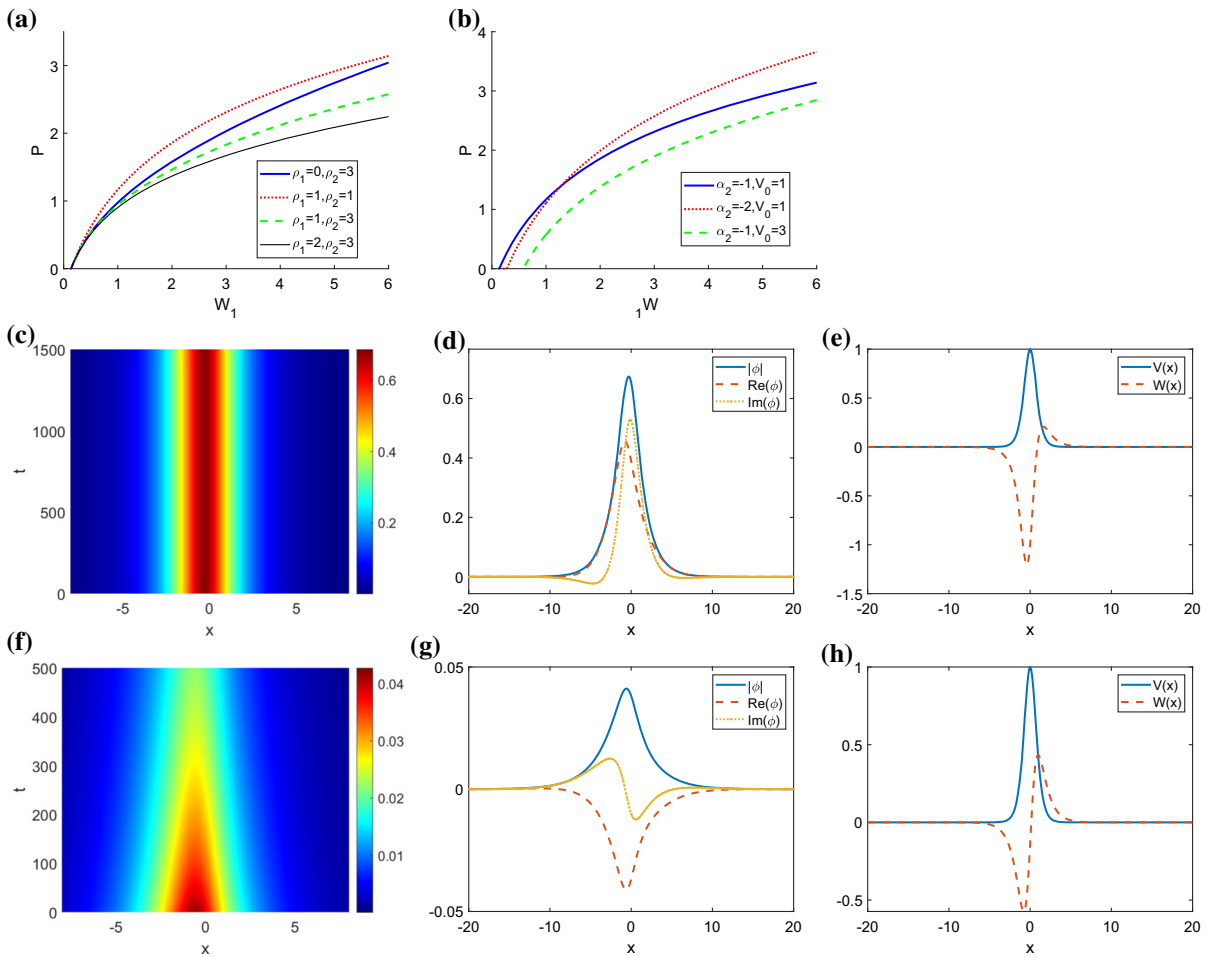 (a)
P
3
2
1
0
ρ₁=0,ρ₂=3
ρ₁=1,ρ₂=1
ρ₁=1,ρ₂=3
ρ₁=2,ρ₂=3
0 1 2 3 4 5 6
W₁
(b)
P
4
3
2
1
0
α₂=-1,V₀=1
α₂=-2,V₀=1
α₂=-1,V₀=3
0 1 2 3 4 5 6
₁W
(c)
t
1500
1000
500
0
-5 0 5
x
0.6
0.4
0.2
(d)
0.6
0.4
0.2
0
|ϕ|
Re(ϕ)
Im(ϕ)
-20 -10 0 10 20
x
(e)
1
0.5
0
-0.5
-1
-1.5
V(x)
W(x)
-20 -10 0 10 20
x
(f)
t
500
400
300
200
100
0
-5 0 5
x
0.04
0.03
0.02
0.01
(g)
0.05
0
-0.05
|ϕ|
Re(ϕ)
Im(ϕ)
-20 -10 0 10 20
x
(h)
1
0.5
0
-0.5
V(x)
W(x)
-20 -10 0 10 20
x